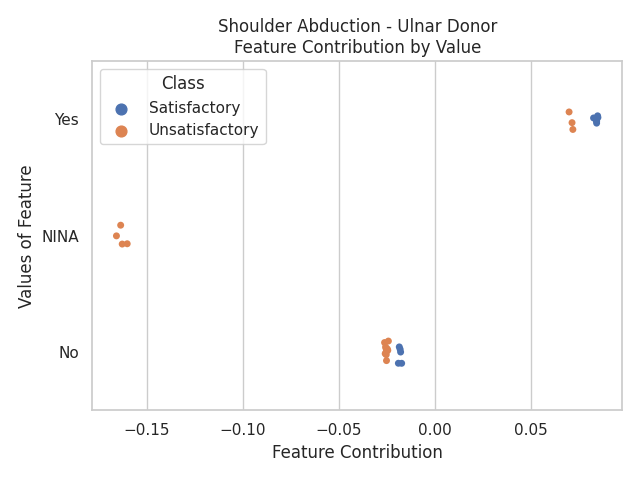 Shoulder Abduction - Ulnar Donor
Feature Contribution by Value
Class
Satisfactory
Unsatisfactory
Values of Feature
Yes
NINA
No
−0.15 −0.10 −0.05 0.00 0.05
Feature Contribution